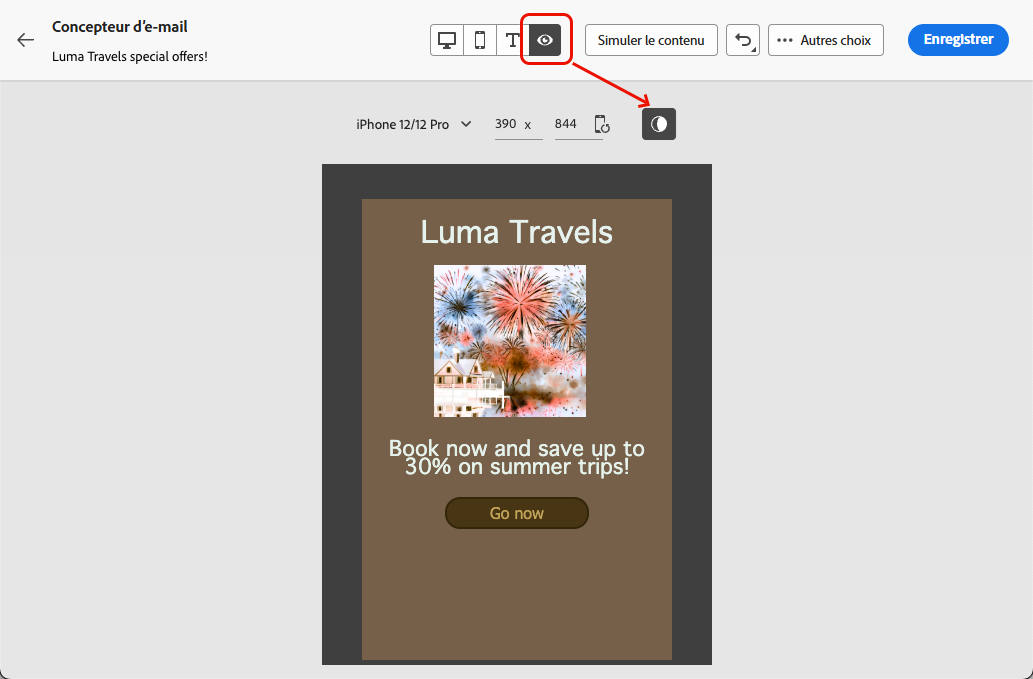 Concepteur d'e-mail
Luma Travels special offers!
T
Simuler le contenu
Autres choix
Enregistrer
iPhone 12/12 Pro
390 x 844
Luma Travels
Book now and save up to
30% on summer trips!
Go now